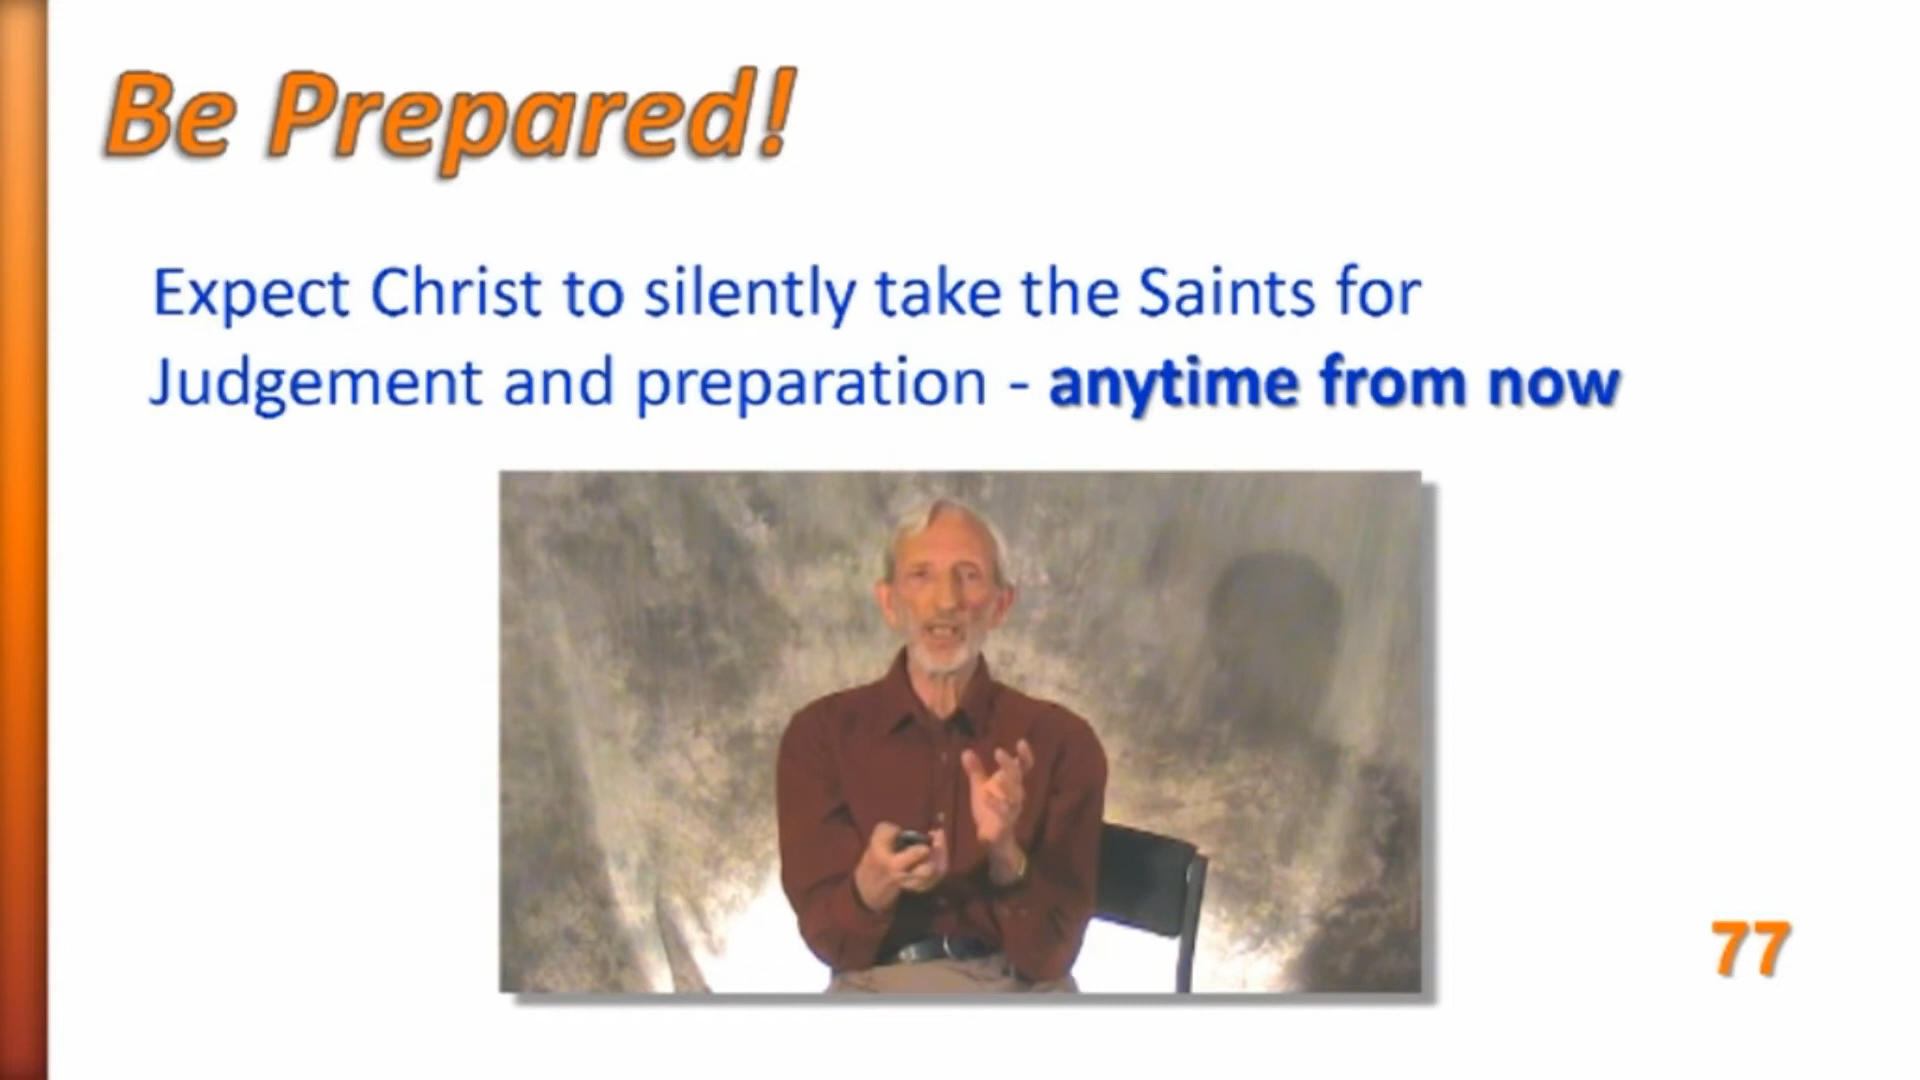 Be Prepared!
Expect Christ to silently take the Saints for
Judgement and preparation - anytime from now
77